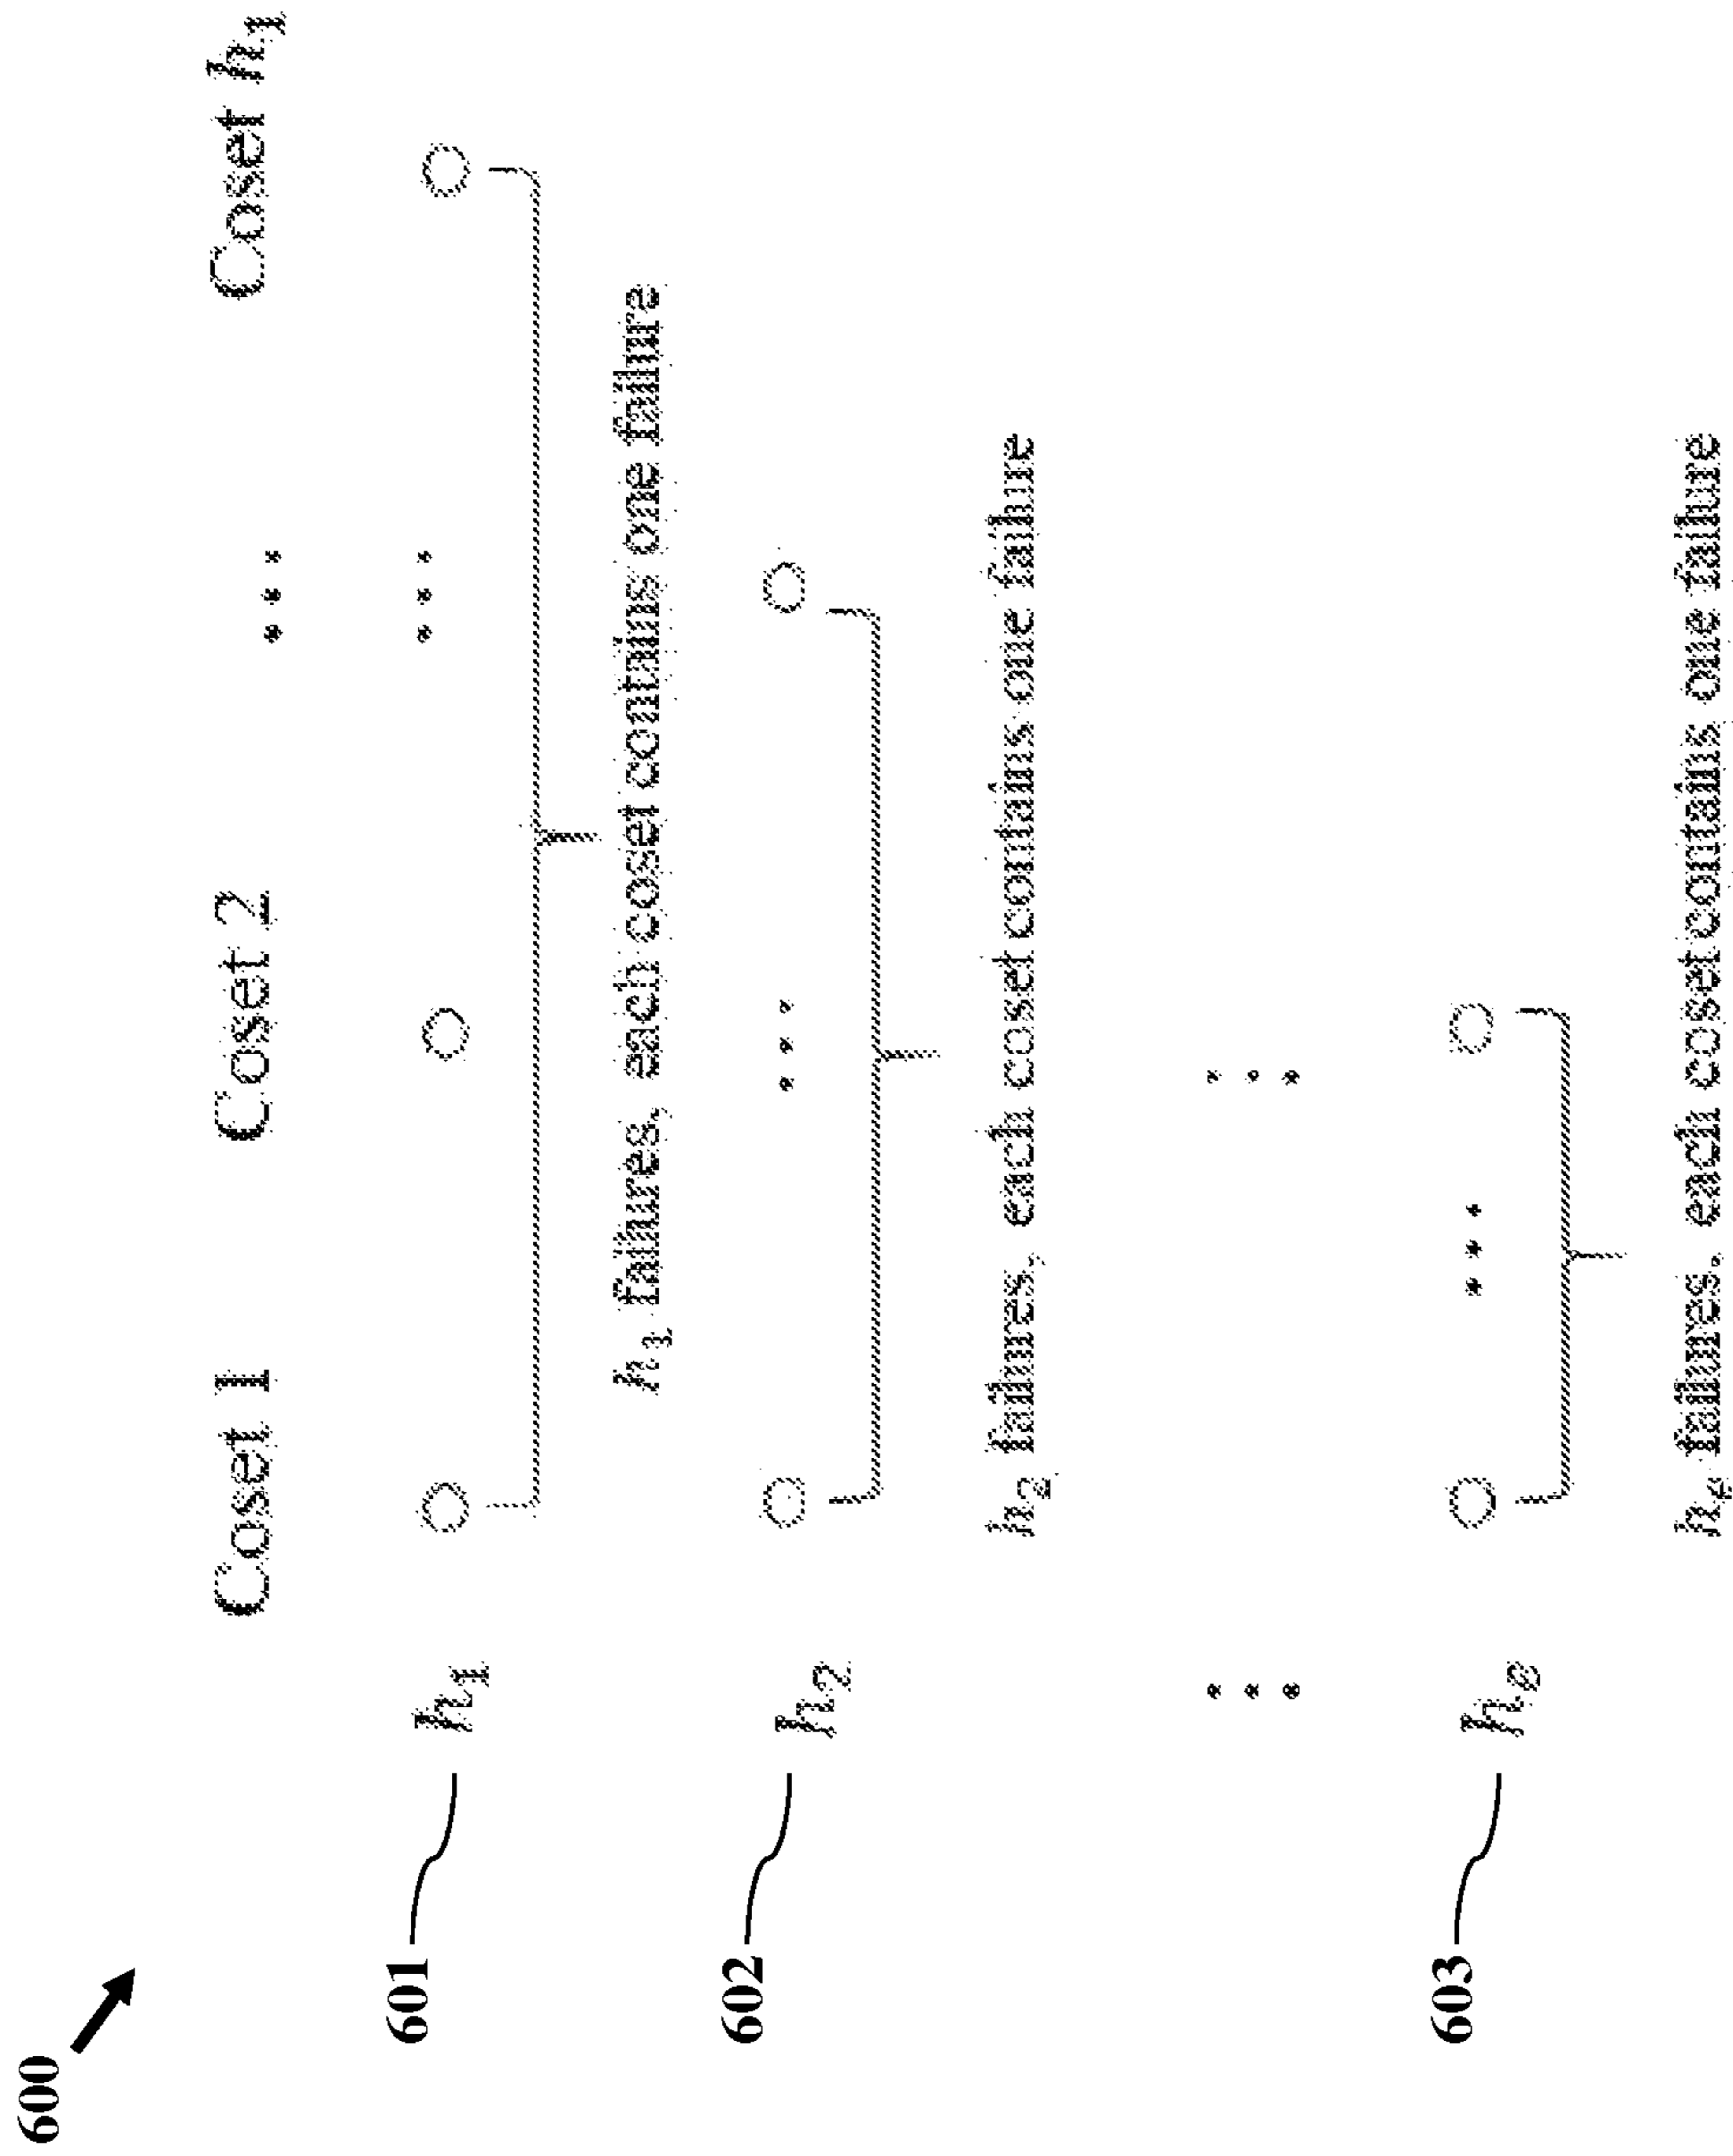 600
Coset 1 Coset 2 ... Coset h₁
601 h₁ ...
h₁ failures, each coset contains one failure
602 h₂ ...
h₂ failures, each coset contains one failure
...
603 hₑ ...
hₑ failures, each coset contains one failure